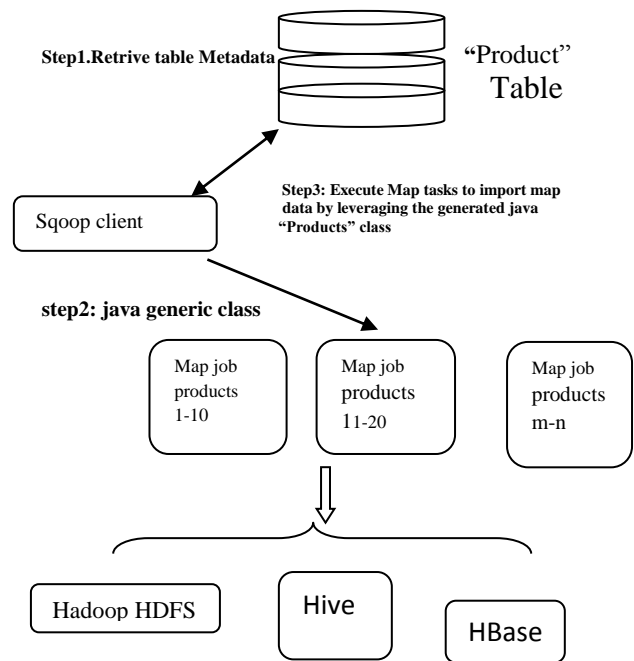 Step1.Retrive table Metadata
“Product”
Table
Step3: Execute Map tasks to import map
data by leveraging the generated java
“Products” class
Sqoop client
step2: java generic class
Map job
products
1-10
Map job
products
11-20
Map job
products
m-n
Hadoop HDFS
Hive
HBase